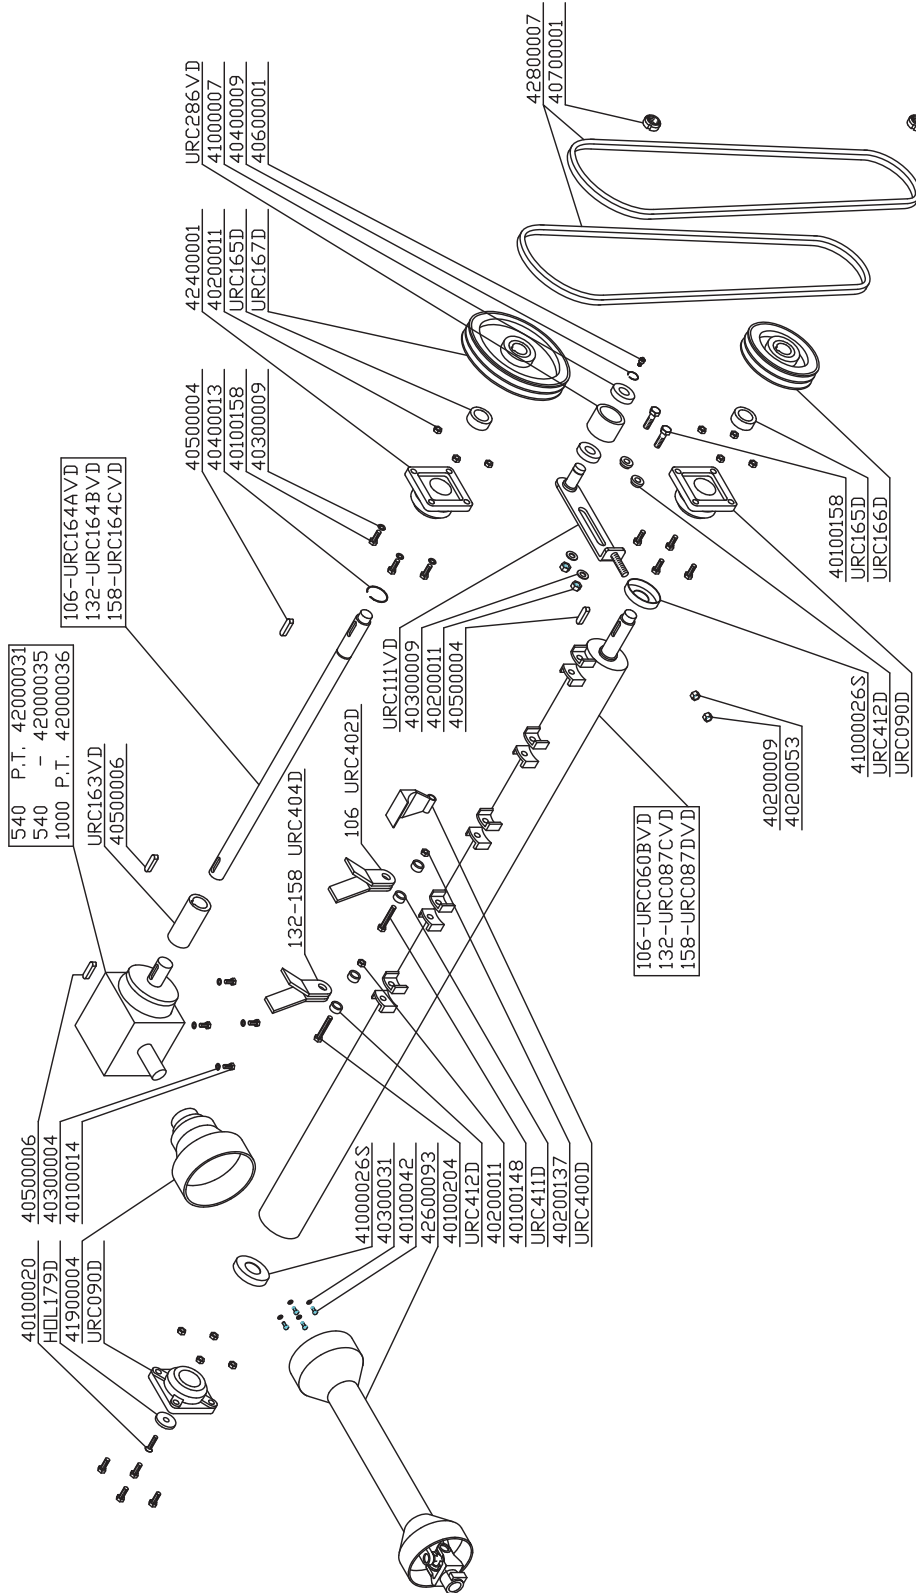 540 P.T. 42000031
540 - 42000035
1000 P.T. 42000036
URC163VD
40500006
106-URC164AVD
132-URC164BVD
158-URC164CVD
40500004
40400013
40100158
40300009
42400001
40200011
URC165D
URC167D
URC286VD
41000007
40400009
40600001
42800007
40700001
40500006
40300004
40100014
40100020
HOL179D
41900004
URC090D
132-158 URC404D
106 URC402D
URC111VD
40300009
40200011
40500004
40100158
URC165D
URC166D
41000026S
URC412D
URC090D
40200009
40200053
106-URC060BVD
132-URC087CVD
158-URC087DVD
41000026S
40300031
40100042
42600093
40100204
URC412D
40200011
40100148
URC411D
40200137
URC400D